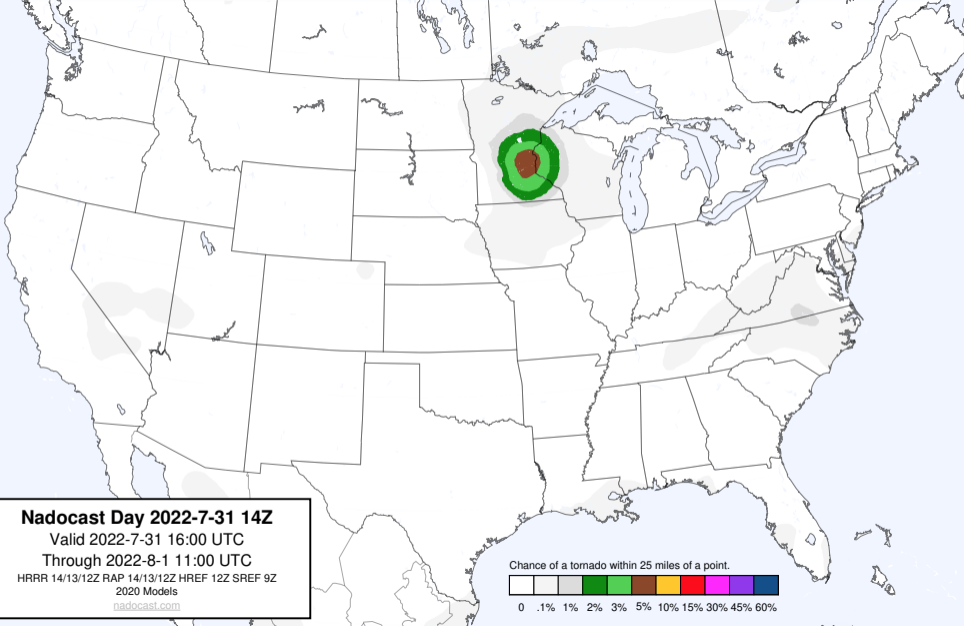 Nadocast Day 2022-7-31 14Z
Valid 2022-7-31 16:00 UTC
Through 2022-8-1 11:00 UTC
HRRR 14/13/12Z RAP 14/13/12Z HREF 12Z SREF 9Z
2020 Models
nadocast.com
Chance of a tornado within 25 miles of a point.
0 .1% 1% 2% 3% 5% 10% 15% 30% 45% 60%